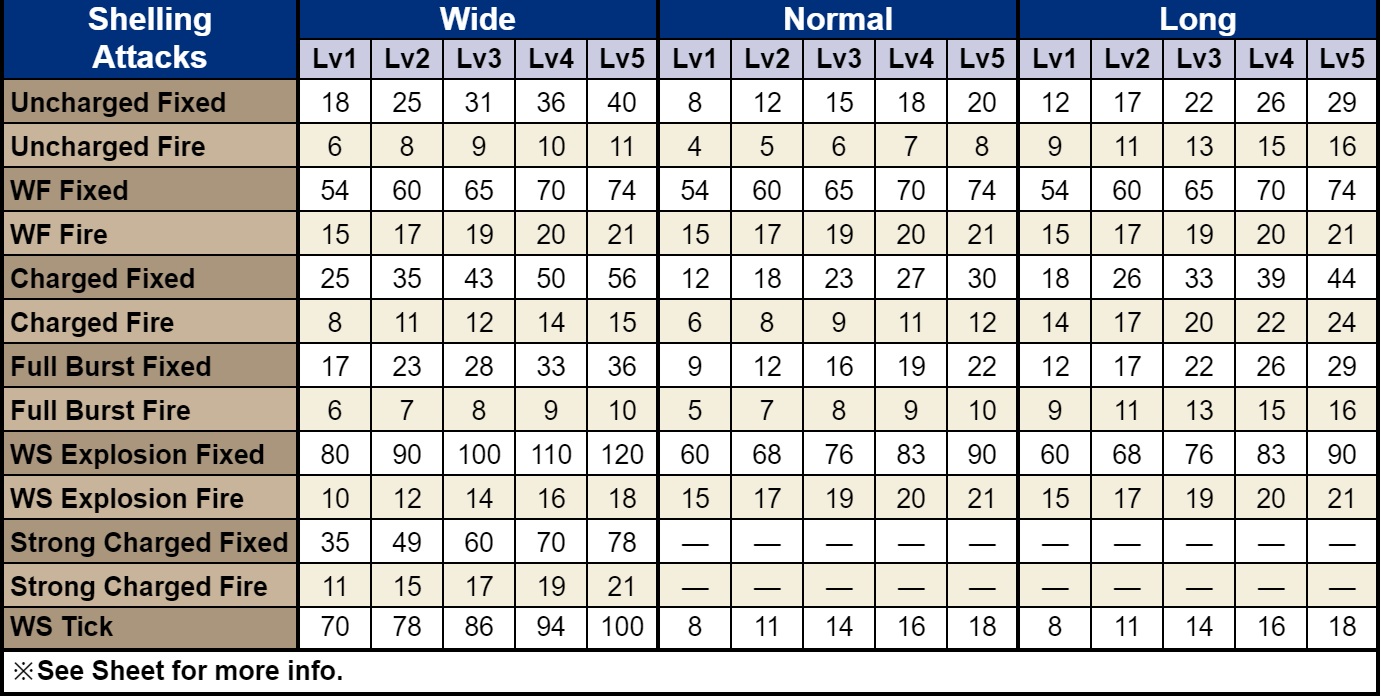 Shelling Attacks Wide Normal Long
Lv1 Lv2 Lv3 Lv4 Lv5 Lv1 Lv2 Lv3 Lv4 Lv5 Lv1 Lv2 Lv3 Lv4 Lv5
Uncharged Fixed 18 25 31 36 40 8 12 15 18 20 12 17 22 26 29
Uncharged Fire 6 8 9 10 11 4 5 6 7 8 9 11 13 15 16
WF Fixed 54 60 65 70 74 54 60 65 70 74 54 60 65 70 74
WF Fire 15 17 19 20 21 15 17 19 20 21 15 17 19 20 21
Charged Fixed 25 35 43 50 56 12 18 23 27 30 18 26 33 39 44
Charged Fire 8 11 12 14 15 6 8 9 11 12 14 17 20 22 24
Full Burst Fixed 17 23 28 33 36 9 12 16 19 22 12 17 22 26 29
Full Burst Fire 6 7 8 9 10 5 7 8 9 10 9 11 13 15 16
WS Explosion Fixed 80 90 100 110 120 60 68 76 83 90 60 68 76 83 90
WS Explosion Fire 10 12 14 16 18 15 17 19 20 21 15 17 19 20 21
Strong Charged Fixed 35 49 60 70 78 — — — — — — — — — —
Strong Charged Fire 11 15 17 19 21 — — — — — — — — — —
WS Tick 70 78 86 94 100 8 11 14 16 18 8 11 14 16 18
※See Sheet for more info.